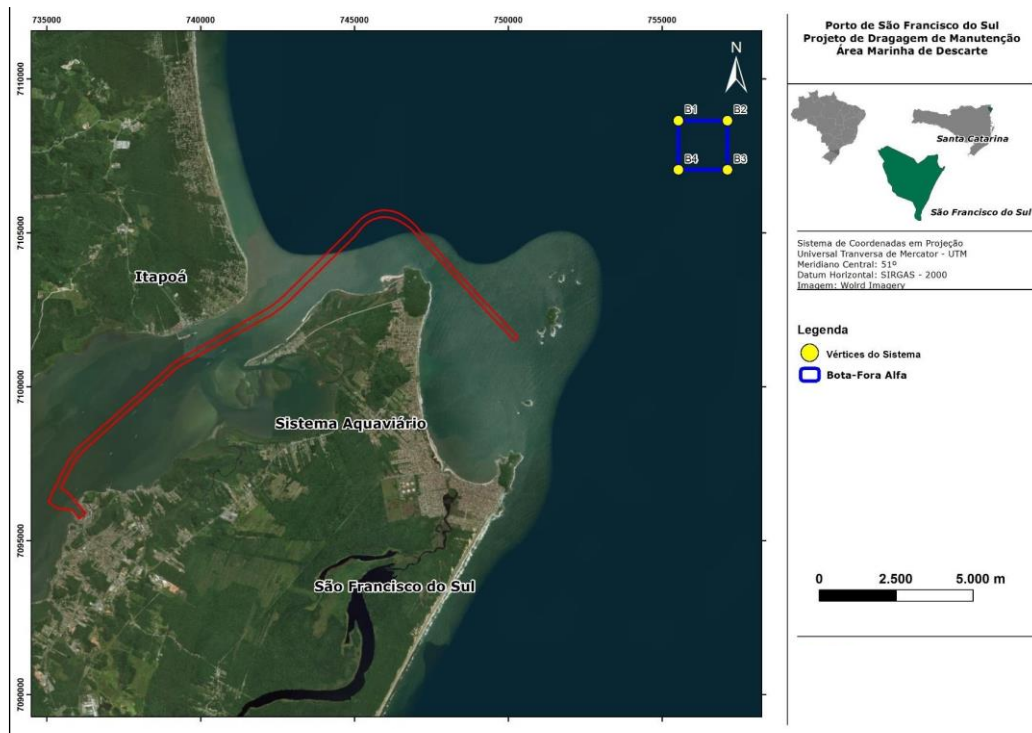 735000
740000
745000
750000
755000
7110000
7105000
7100000
7095000
7090000
N
B1
B2
B4
B3
Itapoá
Sistema Aquaviário
São Francisco do Sul
Porto de São Francisco do Sul
Projeto de Dragagem de Manutenção
Área Marinha de Descarte
Santa Catarina
São Francisco do Sul
Sistema de Coordenadas em Projeção
Universal Tranversa de Mercator - UTM
Meridiano Central: 51º
Datum Horizontal: SIRGAS - 2000
Imagem: Woird Imagery
Legenda
Vértices do Sistema
Bota-Fora Alfa
0 2.500 5.000 m